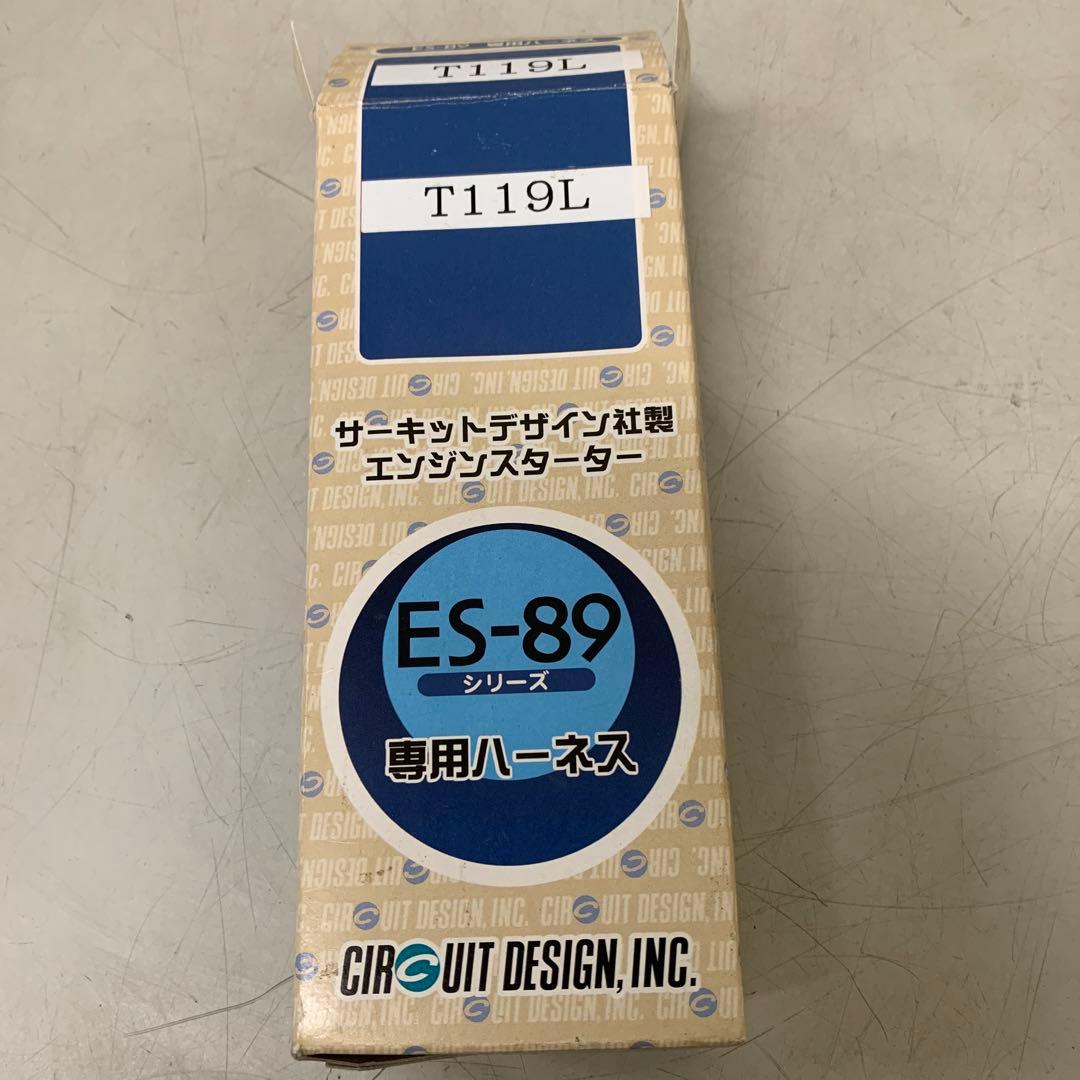 T119L
T119L
サーキットデザイン社製
エンジンスターター
ES-89
シリーズ
専用ハーネス
CIRCUIT DESIGN, INC.